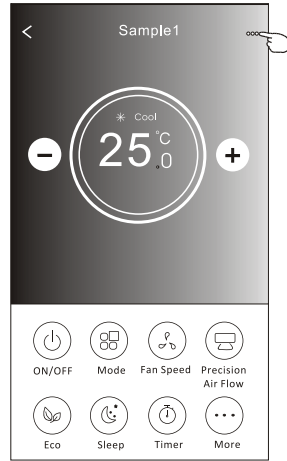 Sample1
Cool
25.0°C
ON/OFF
Mode
Fan Speed
Precision
Air Flow
Eco
Sleep
Timer
More